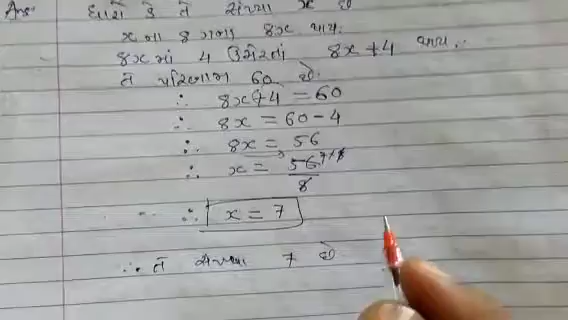 Ans: ધારો કે તે સંખ્યા x છે
x ના 8 ગણા 8x થાય.
8x માં 4 ઉમેરતાં 8x + 4 થાય.
તે પરિણામ 60 છે.
∴ 8x + 4 = 60
∴ 8x = 60 - 4
∴ 8x = 56
∴ x = 56/8 7
∴ x = 7
∴ તે સંખ્યા 7 છે